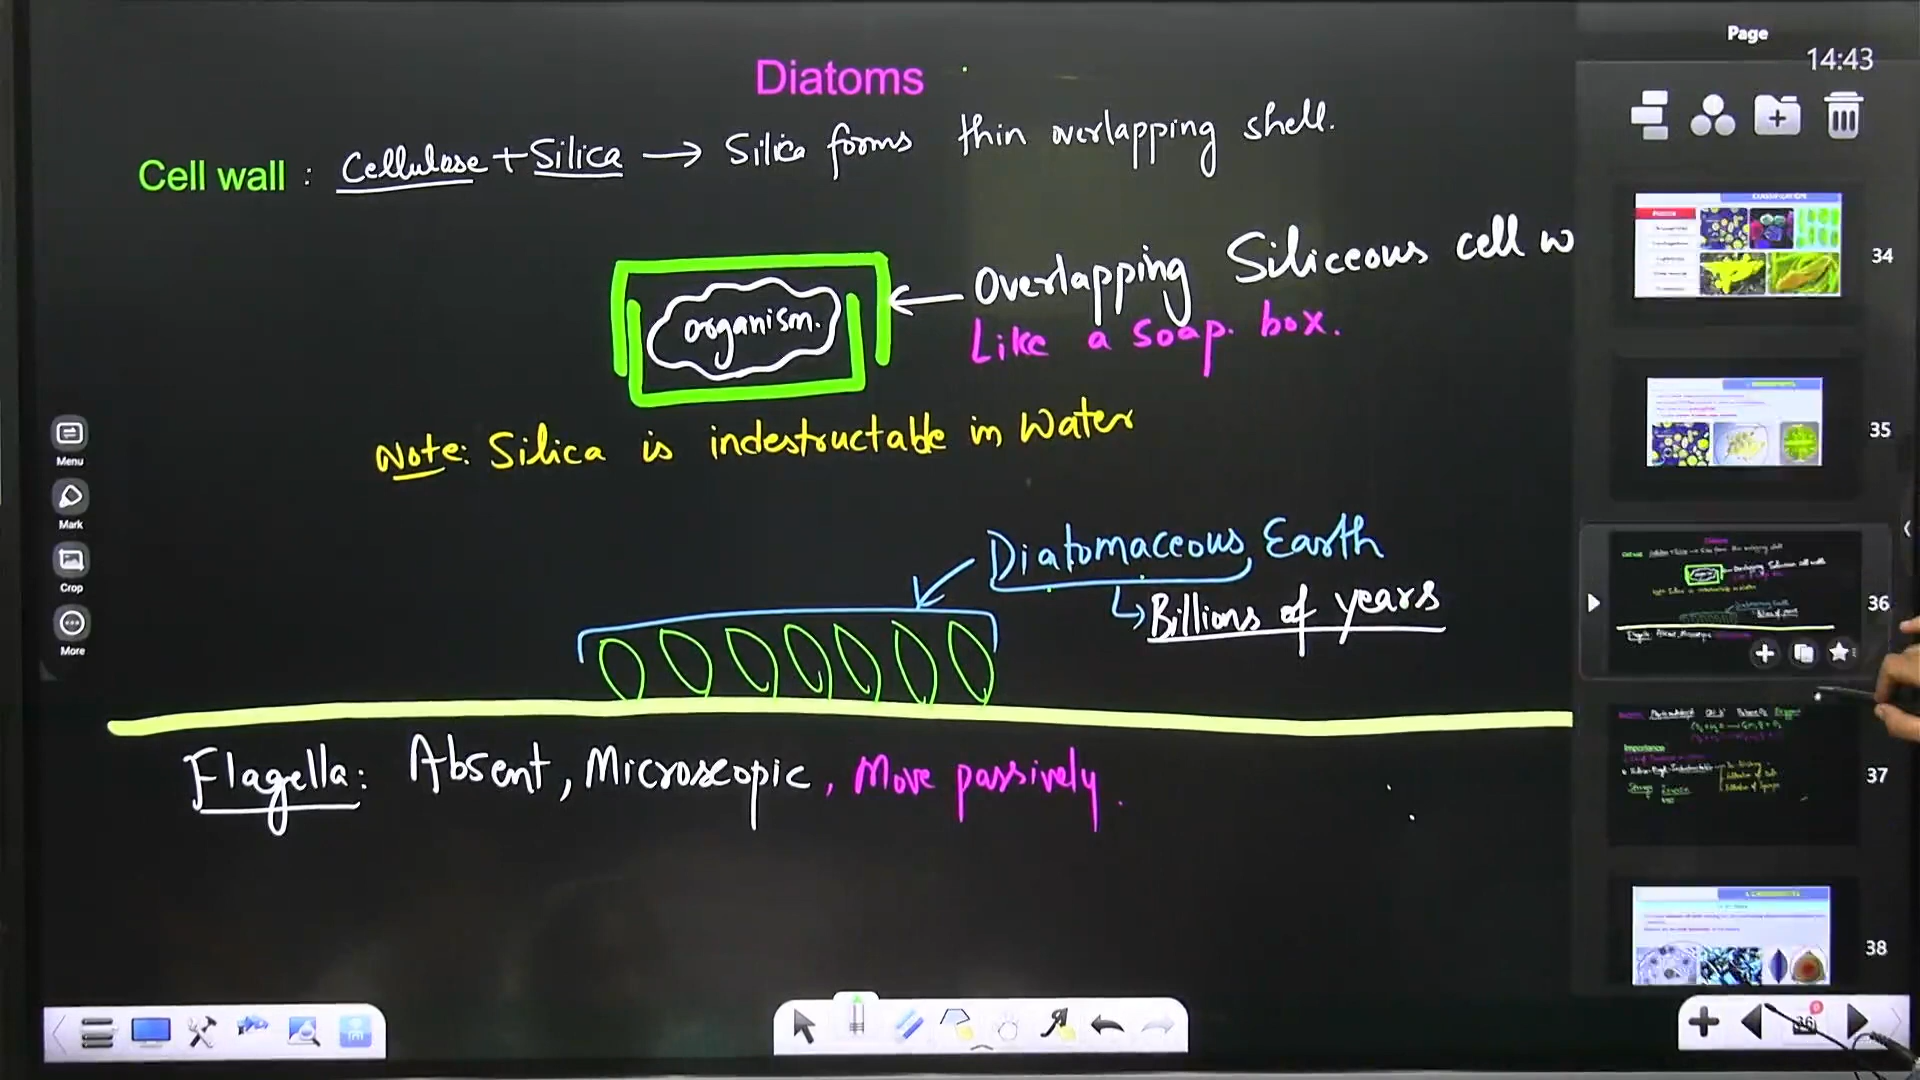 Page
14:43
Diatoms
Cell wall : Cellulose + Silica → Silica forms thin overlapping shell.
organism.
Overlapping Siliceous cell w
Like a soap. box.
Note: Silica is indestructable in Water
Diatomaceous Earth
Billions of years
Flagella: Absent, Microscopic, Move passively.
Menu
Mark
Crop
More
34
35
36
37
Importance
38
36